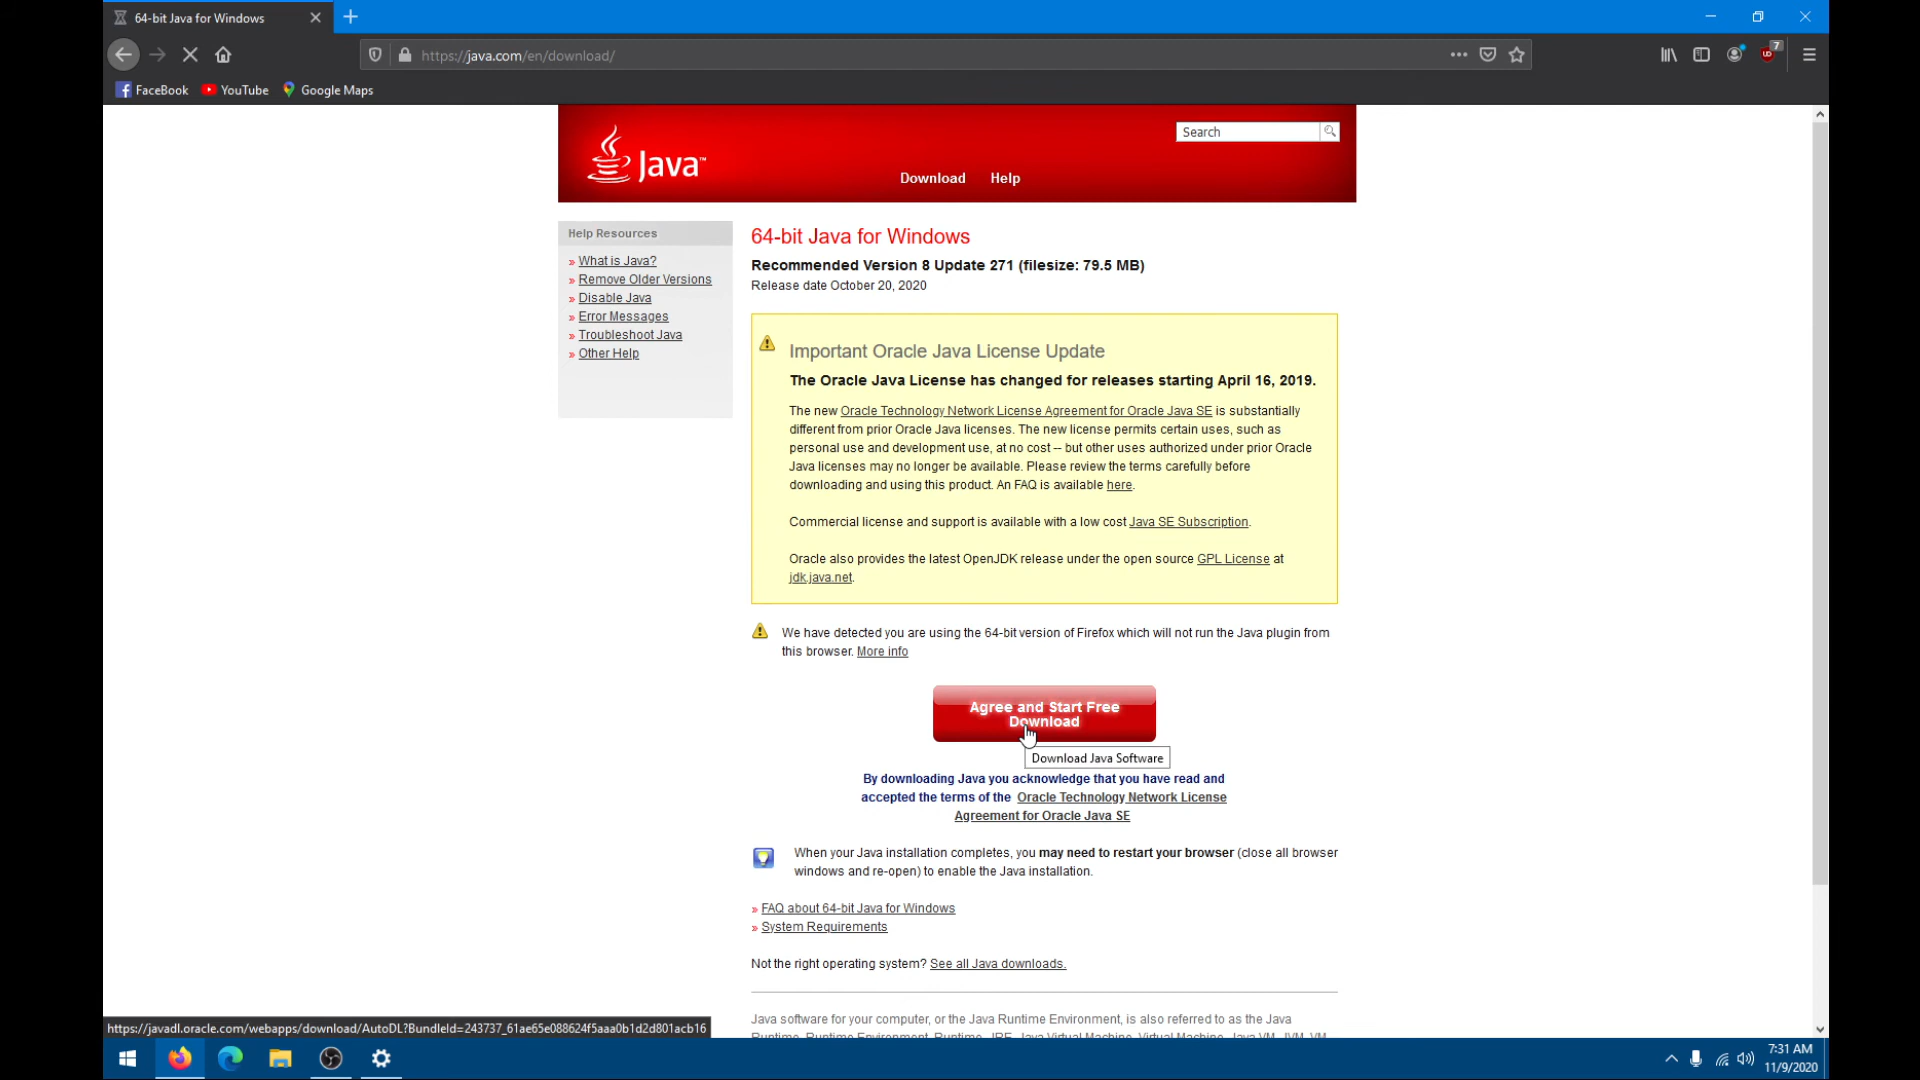 64-bit Java for Windows
https://java.com/en/download/
7
FaceBook YouTube Google Maps
Java™
Search
Download Help
Help Resources
» What is Java?
» Remove Older Versions
» Disable Java
» Error Messages
» Troubleshoot Java
» Other Help
64-bit Java for Windows
Recommended Version 8 Update 271 (filesize: 79.5 MB)
Release date October 20, 2020
Important Oracle Java License Update
The Oracle Java License has changed for releases starting April 16, 2019.
The new Oracle Technology Network License Agreement for Oracle Java SE is substantially
different from prior Oracle Java licenses. The new license permits certain uses, such as
personal use and development use, at no cost -- but other uses authorized under prior Oracle
Java licenses may no longer be available. Please review the terms carefully before
downloading and using this product. An FAQ is available here.
Commercial license and support is available with a low cost Java SE Subscription.
Oracle also provides the latest OpenJDK release under the open source GPL License at
jdk.java.net.
We have detected you are using the 64-bit version of Firefox which will not run the Java plugin from
this browser. More info
Agree and Start Free
Download
Download Java Software
By downloading Java you acknowledge that you have read and
accepted the terms of the Oracle Technology Network License
Agreement for Oracle Java SE
When your Java installation completes, you may need to restart your browser (close all browser
windows and re-open) to enable the Java installation.
» FAQ about 64-bit Java for Windows
» System Requirements
Not the right operating system? See all Java downloads.
Java software for your computer, or the Java Runtime Environment, is also referred to as the Java
Runtime, Runtime Environment, Runtime, JRE, Java Virtual Machine, Virtual Machine, Java VM, JVM, VM,
https://javadl.oracle.com/webapps/download/AutoDL?BundleId=243737_61ae65e088624f5aaa0b1d2d801acb16
7:31 AM
11/9/2020